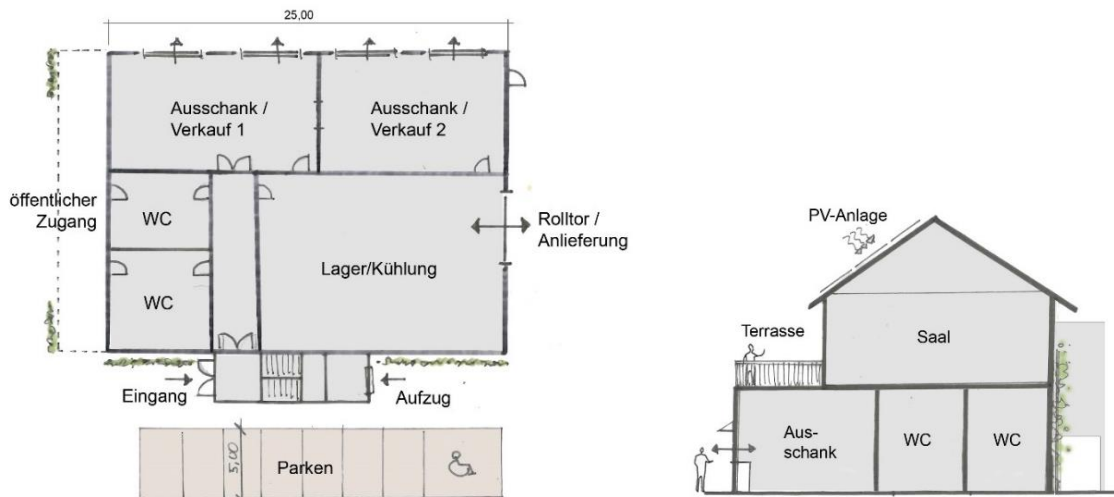 25,00
Ausschank /
Verkauf 1
Ausschank /
Verkauf 2
öffentlicher
Zugang
WC
Rolltor /
Anlieferung
Lager/Kühlung
WC
Eingang
Aufzug
5,00
Parken
PV-Anlage
Terrasse
Saal
Aus-
schank
WC
WC